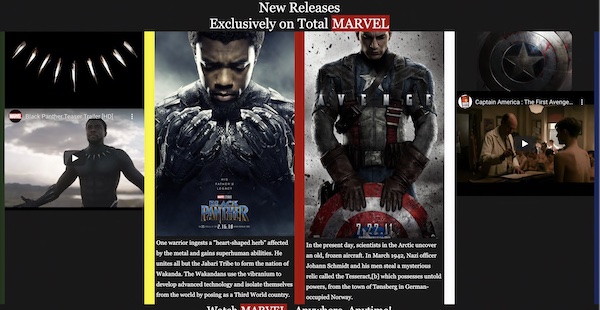 New Releases
Exclusively on Total MARVEL
Black Panther Teaser Trailer [HD]
HIS
FATHER'S
LEGACY
BLACK
PANTHER
2.16.18
AVENGE
7.22.11
Captain America : The First Avenge...
One warrior ingests a "heart-shaped herb" affected
by the metal and gains superhuman abilities. He
unites all but the Jabari Tribe to form the nation of
Wakanda. The Wakandans use the vibranium to
develop advanced technology and isolate themselves
from the world by posing as a Third World country.
In the present day, scientists in the Arctic uncover
an old, frozen aircraft. In March 1942, Nazi officer
Johann Schmidt and his men steal a mysterious
relic called the Tesseract,[b) which possesses untold
powers, from the town of Tønsberg in German-
occupied Norway.
Watch MARVEL Anywhere, Anytime!